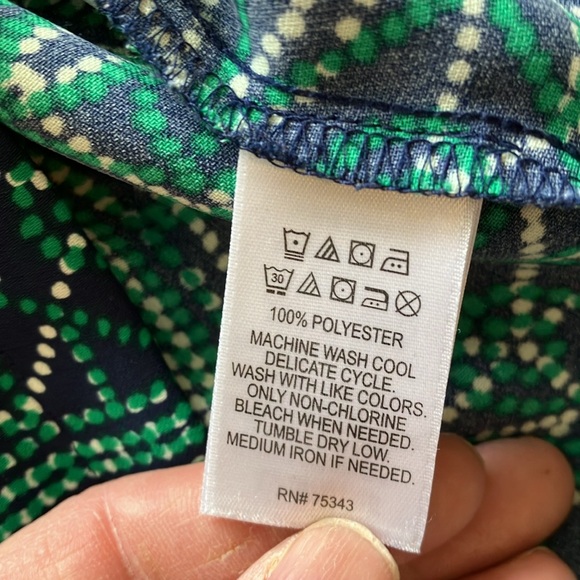 30
100% POLYESTER
MACHINE WASH COOL
DELICATE CYCLE.
WASH WITH LIKE COLORS.
ONLY NON-CHLORINE
BLEACH WHEN NEEDED.
TUMBLE DRY LOW.
MEDIUM IRON IF NEEDED.
RN# 75343